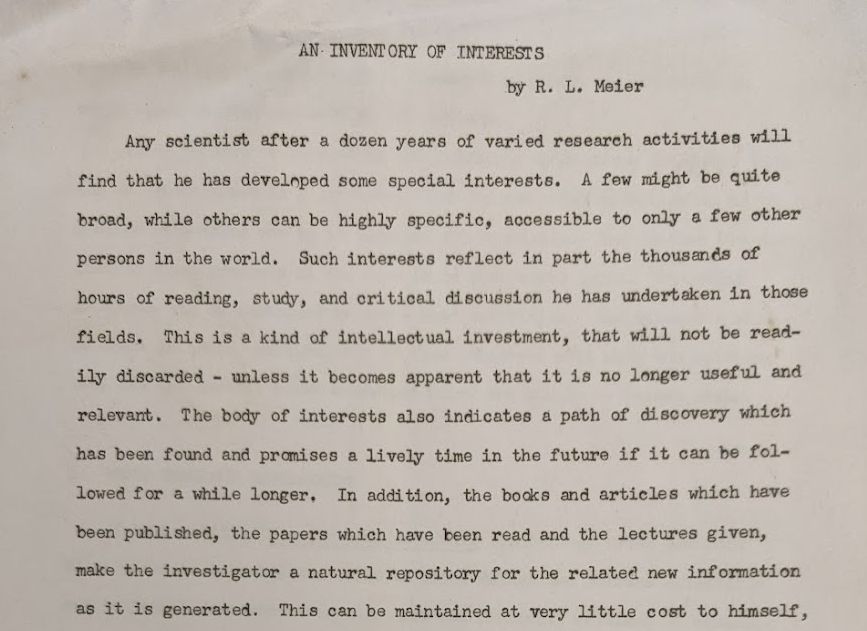 AN INVENTORY OF INTERESTS
by R. L. Meier
Any scientist after a dozen years of varied research activities will
find that he has developed some special interests.  A few might be quite
broad, while others can be highly specific, accessible to only a few other
persons in the world.  Such interests reflect in part the thousands of
hours of reading, study, and critical discussion he has undertaken in those
fields.  This is a kind of intellectual investment, that will not be read-
ily discarded - unless it becomes apparent that it is no longer useful and
relevant.  The body of interests also indicates a path of discovery which
has been found and promises a lively time in the future if it can be fol-
lowed for a while longer.  In addition, the books and articles which have
been published, the papers which have been read and the lectures given,
make the investigator a natural repository for the related new information
as it is generated.  This can be maintained at very little cost to himself,